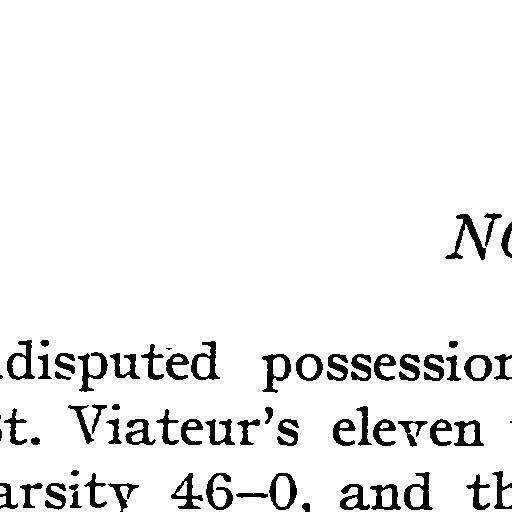 NO
disputed possession
St. Viateur's eleven
arsity 46-0, and th